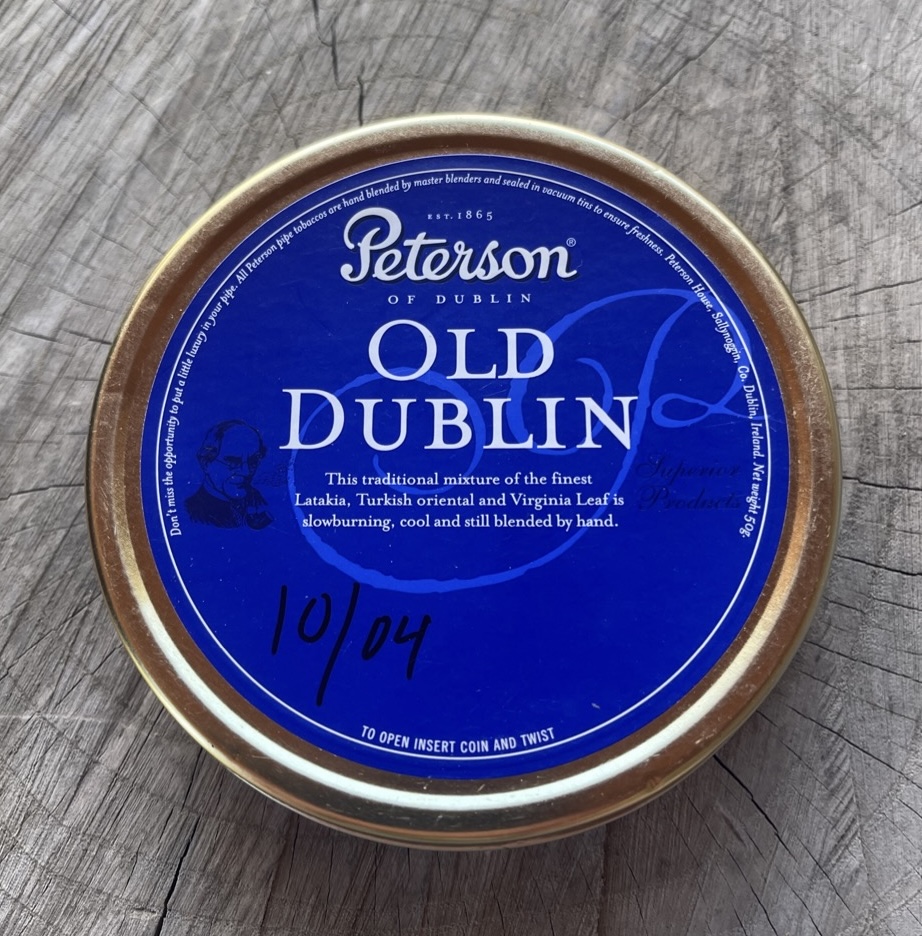 Don't miss the opportunity to put a little luxury in your pipe. All Peterson pipe tobaccos are hand blended by master blenders and sealed in vacuum tins to ensure freshness. Peterson House, Sallynoggin, Co. Dublin, Ireland. Net weight 50g.
EST. 1865
Peterson®
OF DUBLIN
OLD
DUBLIN
This traditional mixture of the finest
Latakia, Turkish oriental and Virginia Leaf is
slowburning, cool and still blended by hand.
Superior
Products
10/04
TO OPEN INSERT COIN AND TWIST